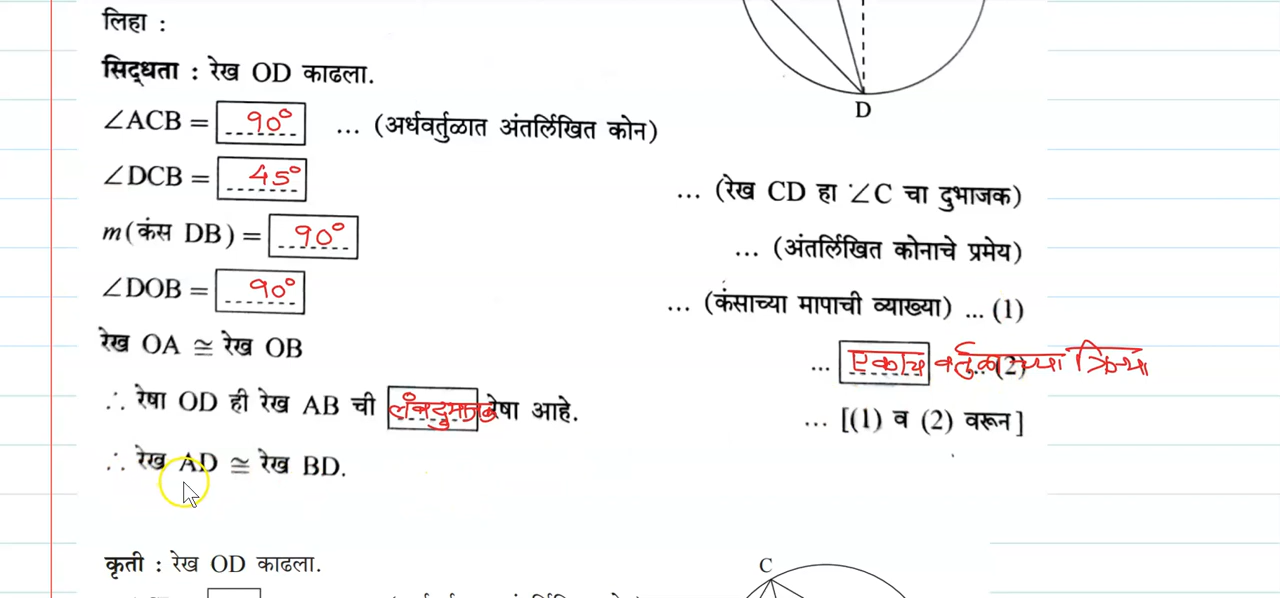 लिहा :
D
सिद्धता : रेख OD काढला.
∠ACB = 90° ... (अर्धवर्तुळात अंतर्लिखित कोन)
∠DCB = 45° ... (रेख CD हा ∠C चा दुभाजक)
m(कंस DB) = 90° ... (अंतर्लिखित कोनाचे प्रमेय)
∠DOB = 90° ... (कंसाच्या मापाची व्याख्या) ... (1)
रेख OA ≅ रेख OB ... एकाच वर्तुळाच्या त्रिज्या ... (2)
∴ रेषा OD ही रेख AB ची लंबदुभाजक रेषा आहे. ... [(1) व (2) वरून]
∴ रेख AD ≅ रेख BD.
कृती : रेख OD काढला.
C